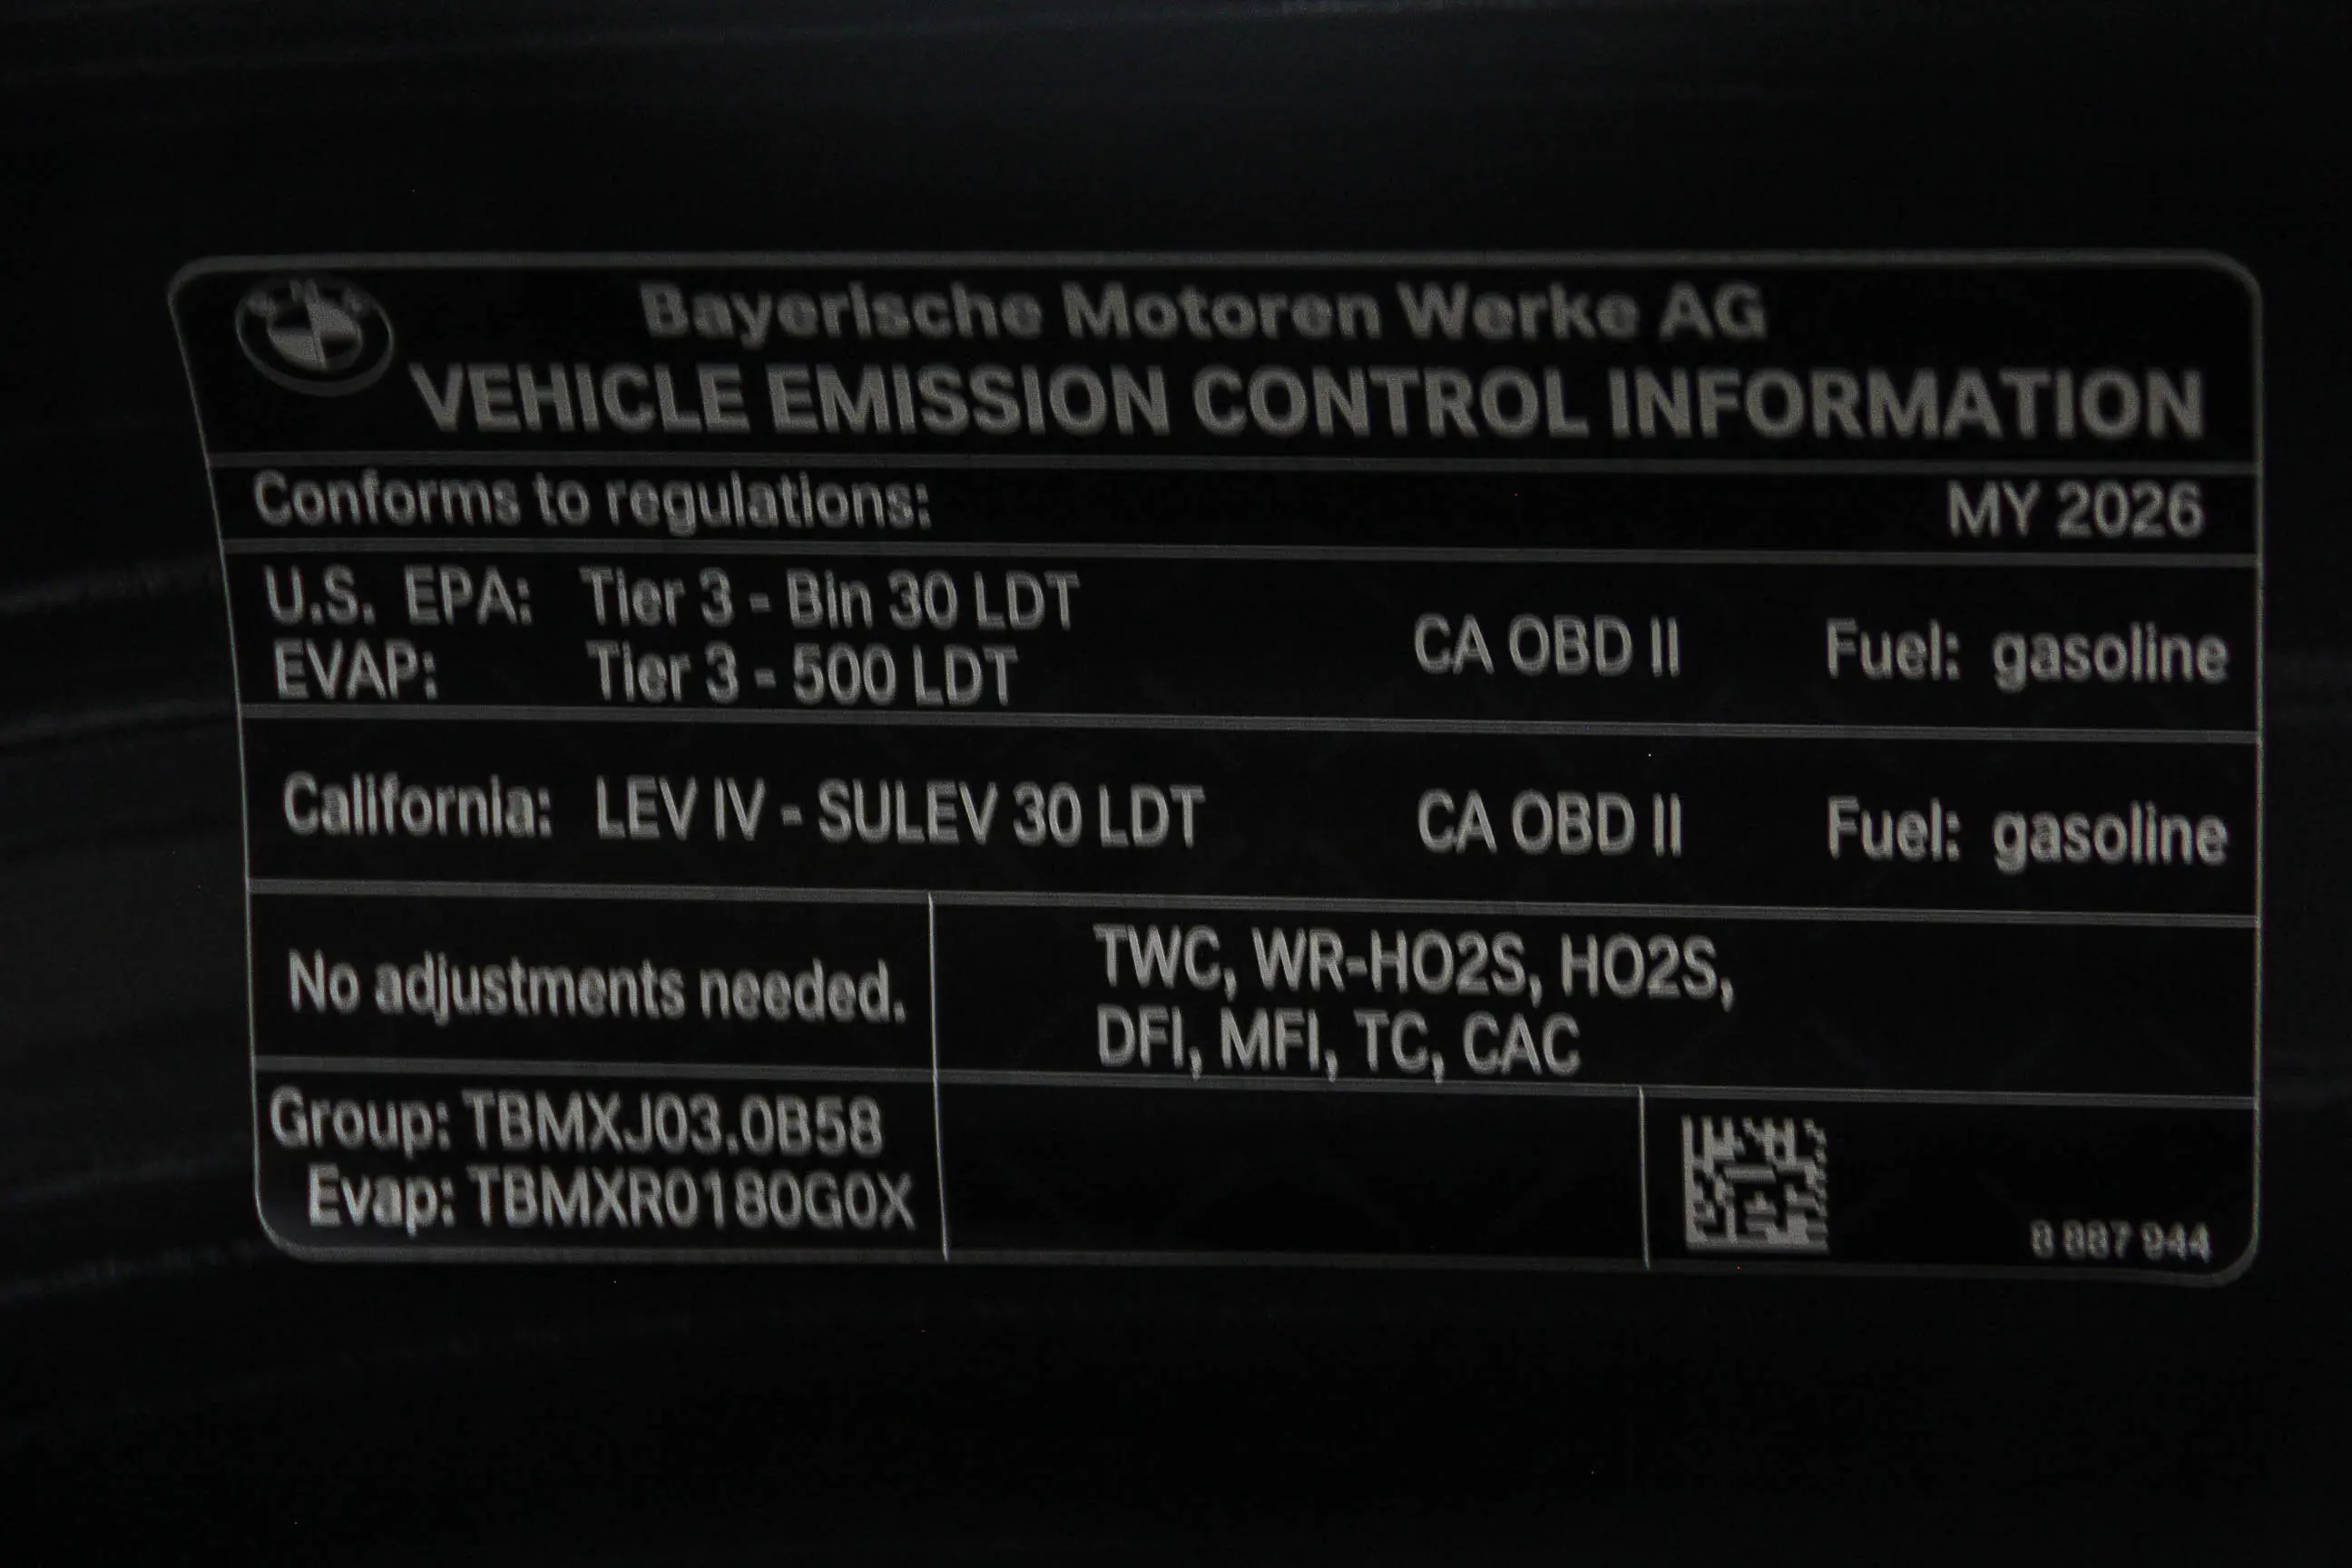 BMW
Bayerische Motoren Werke AG
VEHICLE EMISSION CONTROL INFORMATION
Conforms to regulations: MY 2026
U.S. EPA: Tier 3 - Bin 30 LDT
EVAP: Tier 3 - 500 LDT
CA OBD II Fuel: gasoline
California: LEV IV - SULEV 30 LDT CA OBD II Fuel: gasoline
No adjustments needed.
TWC, WR-HO2S, HO2S,
DFI, MFI, TC, CAC
Group: TBMXJ03.0B58
Evap: TBMXR0180G0X
8 887 944